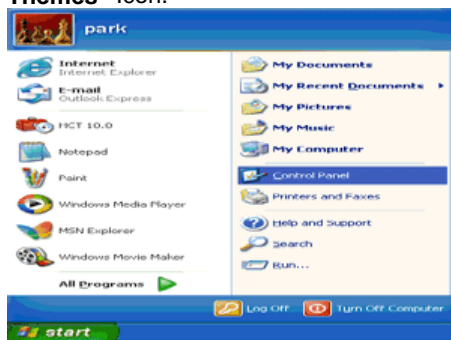 Themes" icon.
park
Internet
Internet Explorer
E-mail
Outlook Express
HCT 10.0
Notepad
Paint
Windows Media Player
MSN Explorer
Windows Movie Maker
All Programs
My Documents
My Recent Documents
My Pictures
My Music
My Computer
Control Panel
Printers and Faxes
Help and Support
Search
Run...
Log Off
Turn Off Computer
start